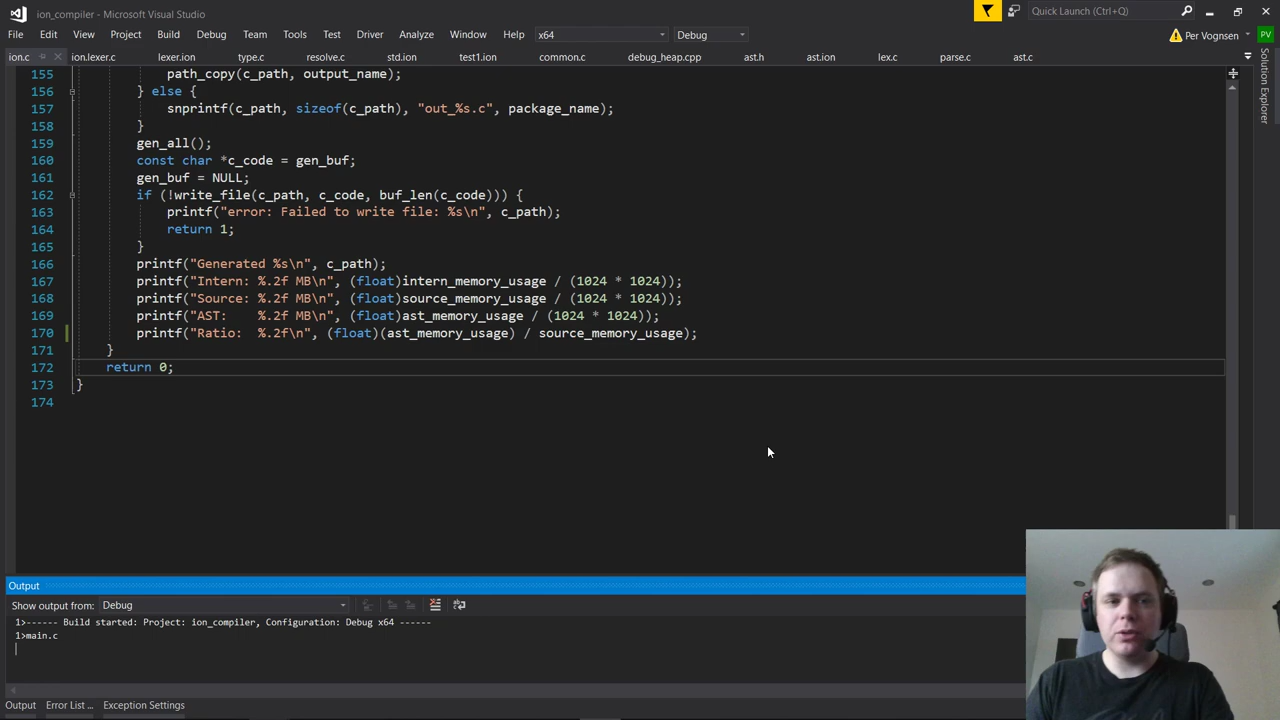 ion_compiler - Microsoft Visual Studio
Quick Launch (Ctrl+Q)
File Edit View Project Build Debug Team Tools Test Driver Analyze Window Help x64 Debug Per Vognsen PV
ion.c ion.lexer.c lexer.ion type.c resolve.c std.ion test1.ion common.c debug_heap.cpp ast.h ast.ion lex.c parse.c ast.c
Solution Explorer
155 path_copy(c_path, output_name);
156 } else {
157 snprintf(c_path, sizeof(c_path), "out_%s.c", package_name);
158 }
159 gen_all();
160 const char *c_code = gen_buf;
161 gen_buf = NULL;
162 if (!write_file(c_path, c_code, buf_len(c_code))) {
163 printf("error: Failed to write file: %s\n", c_path);
164 return 1;
165 }
166 printf("Generated %s\n", c_path);
167 printf("Intern: %.2f MB\n", (float)intern_memory_usage / (1024 * 1024));
168 printf("Source: %.2f MB\n", (float)source_memory_usage / (1024 * 1024));
169 printf("AST:    %.2f MB\n", (float)ast_memory_usage / (1024 * 1024));
170 printf("Ratio:  %.2f\n", (float)(ast_memory_usage) / source_memory_usage);
171 }
172 return 0;
173 }
174
Output
Show output from: Debug
1>------ Build started: Project: ion_compiler, Configuration: Debug x64 ------
1>main.c
Output Error List ... Exception Settings